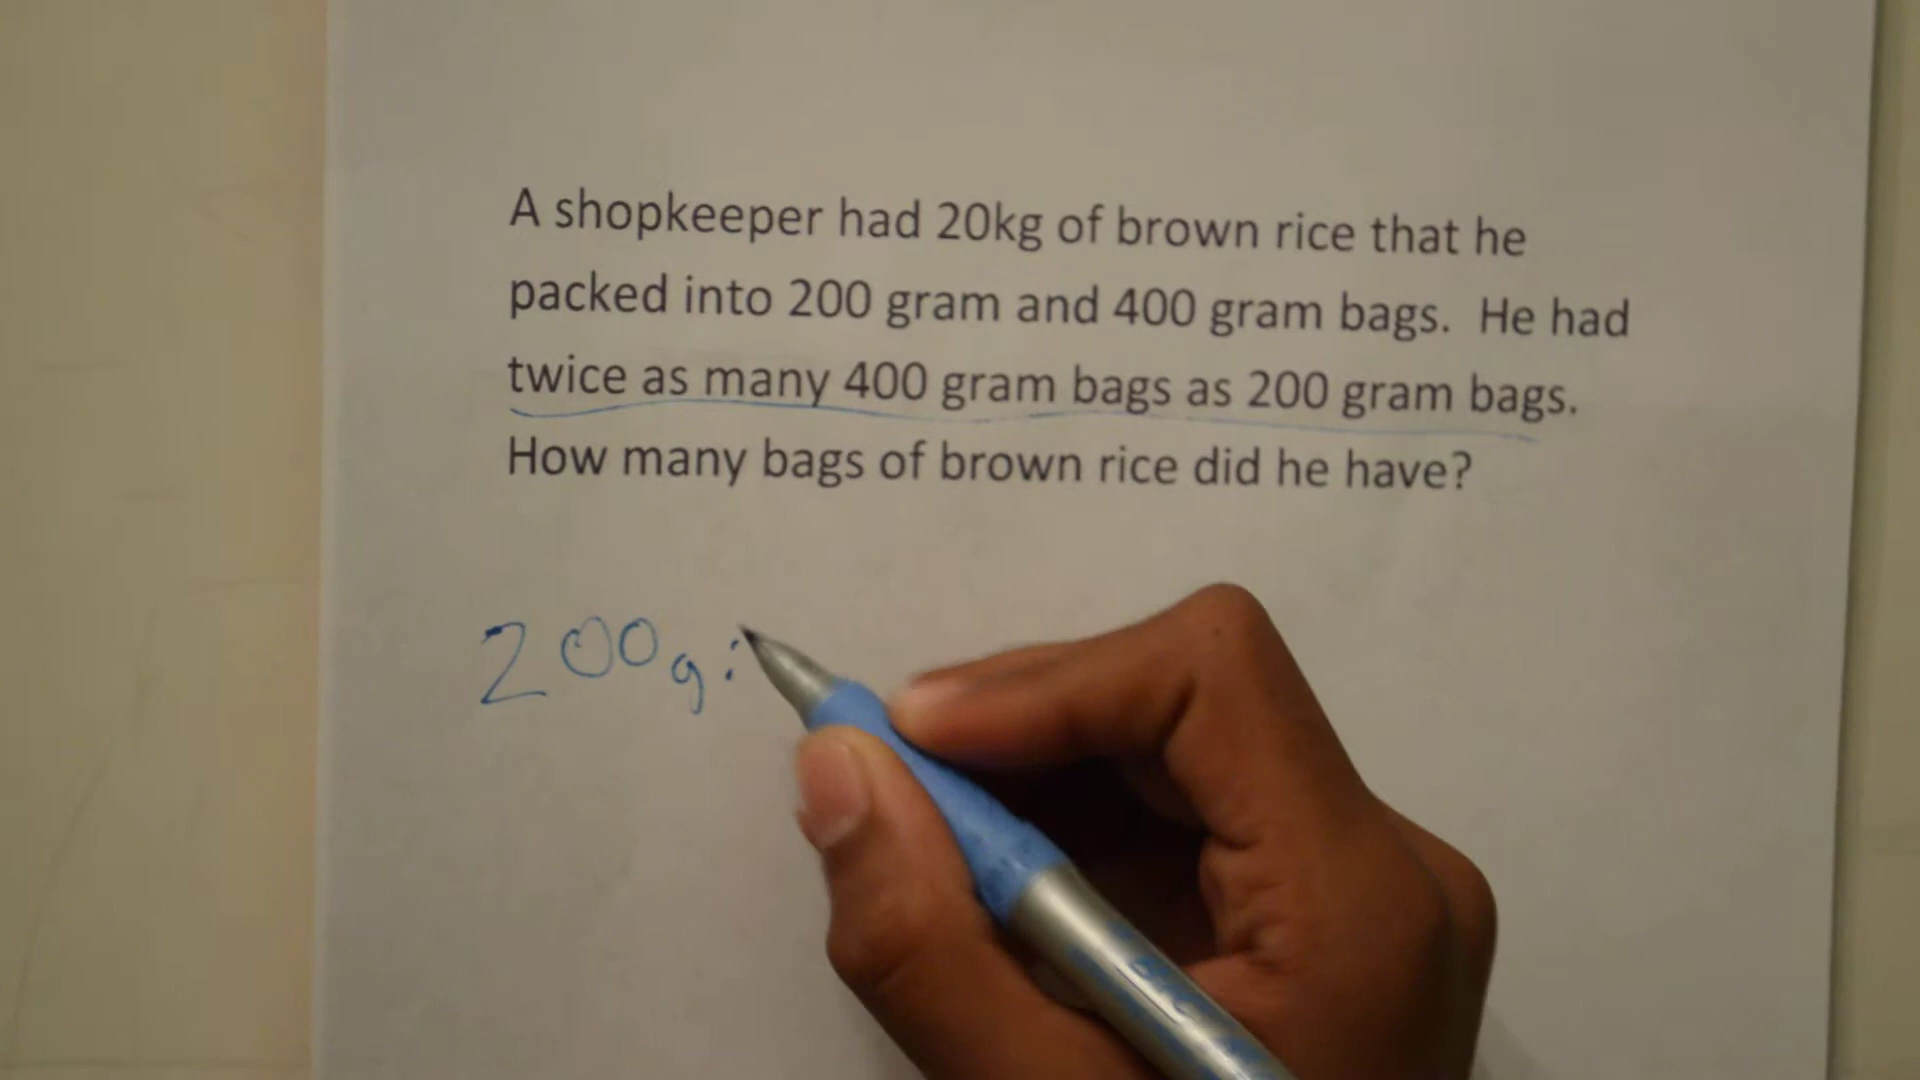 A shopkeeper had 20kg of brown rice that he
packed into 200 gram and 400 gram bags. He had
twice as many 400 gram bags as 200 gram bags.
How many bags of brown rice did he have?
200g: